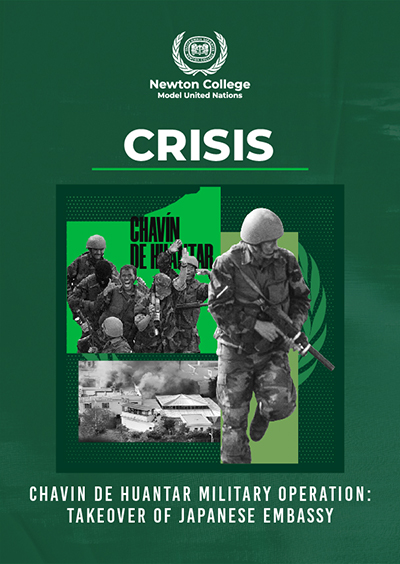 Newton College
Model United Nations
CRISIS
CHAVÍN
DE HUANTAR
CHAVIN DE HUANTAR MILITARY OPERATION:
TAKEOVER OF JAPANESE EMBASSY